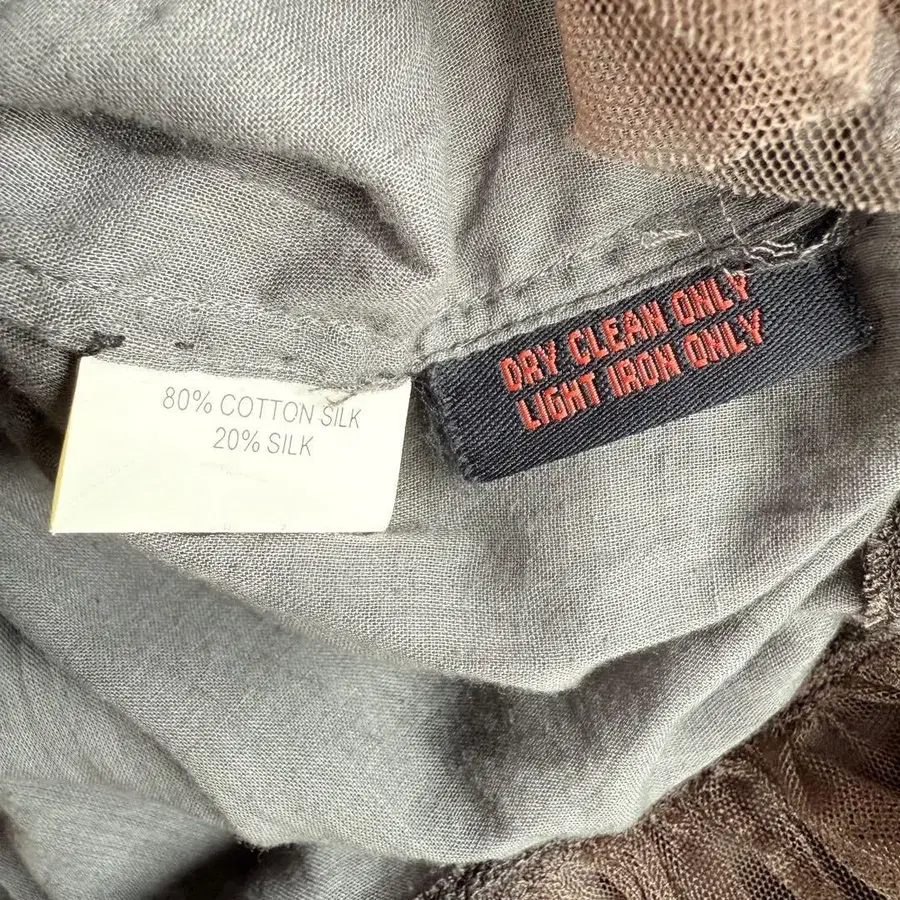 80% COTTON SILK
20% SILK
DRY CLEAN ONLY
LIGHT IRON ONLY